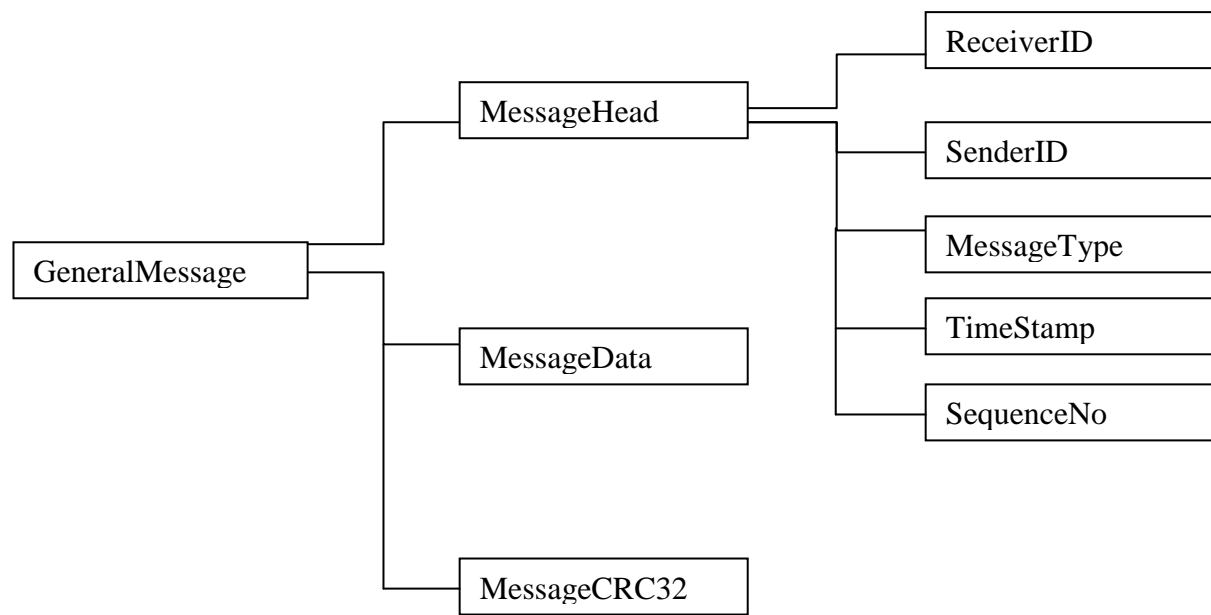 GeneralMessage
MessageHead
MessageData
MessageCRC32
ReceiverID
SenderID
MessageType
TimeStamp
SequenceNo